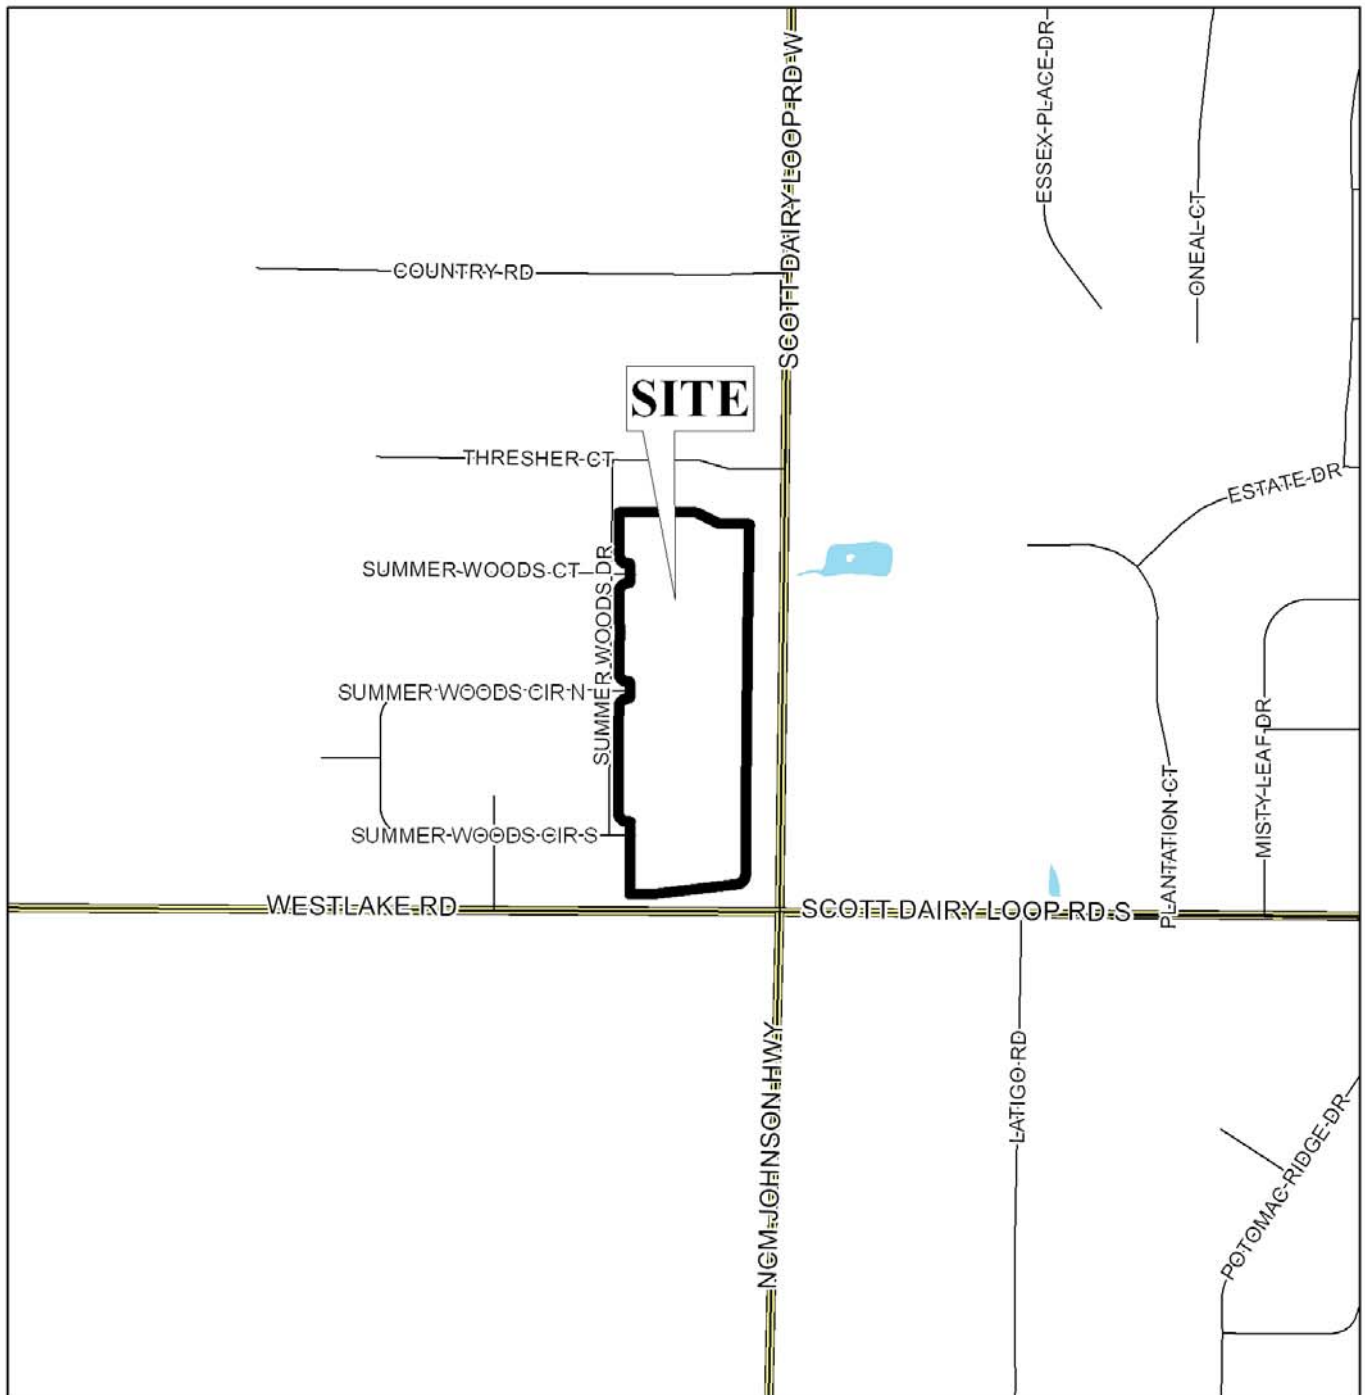 SCOTT DAIRY LOOP RD W
ESSEX PLACE DR
ONEAL CT
COUNTRY RD
SITE
THRESHER CT
ESTATE DR
SUMMER WOODS CT
SUMMER WOODS DR
SUMMER WOODS CIR N
MISTY LEAF DR
PLANTATION CT
SUMMER WOODS CIR S
WESTLAKE RD
SCOTT DAIRY LOOP RD S
NCM JOHNSON HWY
LATIGO RD
POTOMAC RIDGE DR